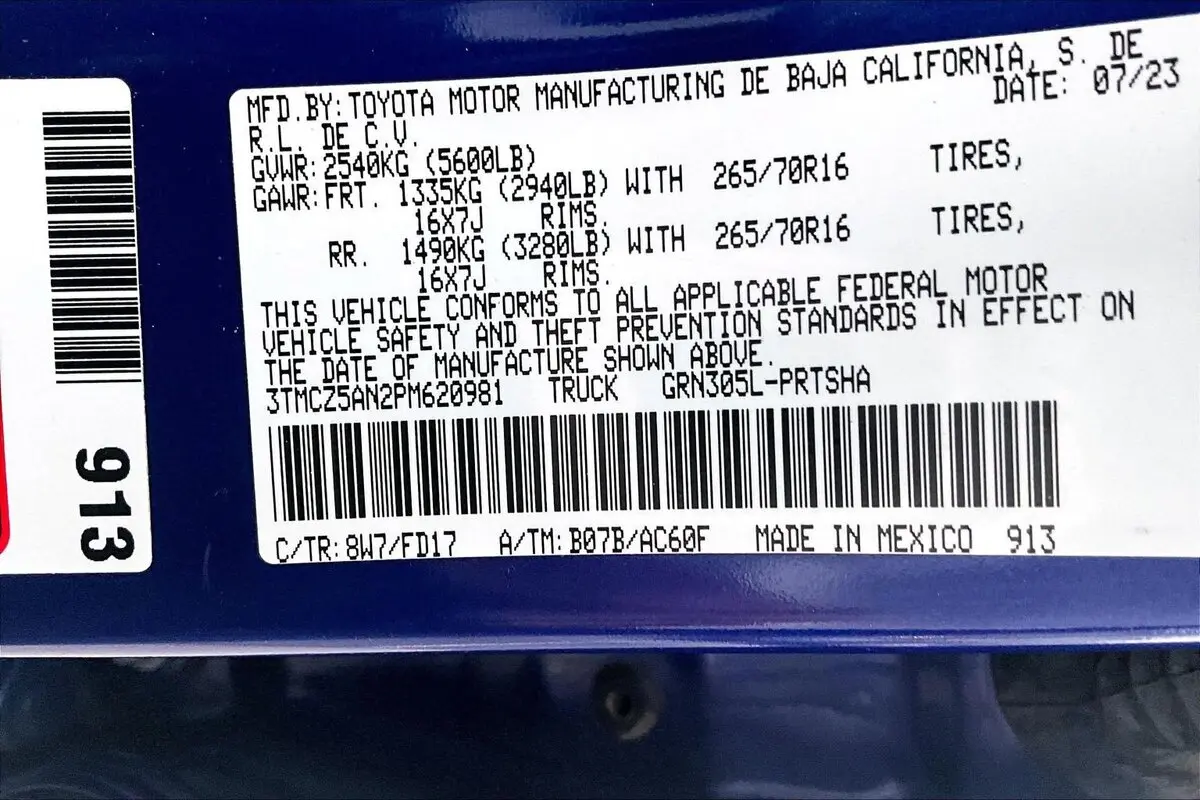 MFD.BY:TOYOTA MOTOR MANUFACTURING DE BAJA CALIFORNIA, S. DE
R.L. DE C.V. DATE: 07/23
GVWR:2540KG (5600LB)
GAWR:FRT. 1335KG (2940LB) WITH 265/70R16 TIRES,
16X7J RIMS.
RR. 1490KG (3280LB) WITH 265/70R16 TIRES,
16X7J RIMS.
THIS VEHICLE CONFORMS TO ALL APPLICABLE FEDERAL MOTOR
VEHICLE SAFETY AND THEFT PREVENTION STANDARDS IN EFFECT ON
THE DATE OF MANUFACTURE SHOWN ABOVE.
3TMCZ5AN2PM620981 TRUCK GRN305L-PRTSHA
C/TR:8W7/FD17 A/TM:B07B/AC60F MADE IN MEXICO 913
913